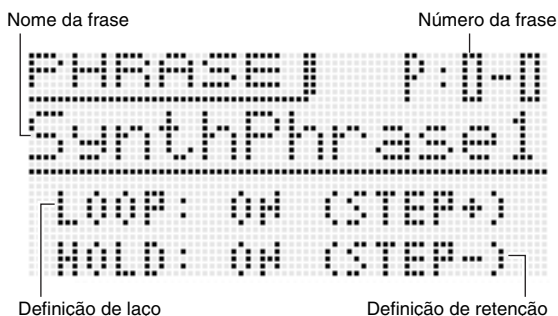 Nome da frase Número da frase
PHRASE P:0-0
SynthPhrase1
LOOP: ON (STEP+)
HOLD: ON (STEP-)
Definição de laco Definição de retenção